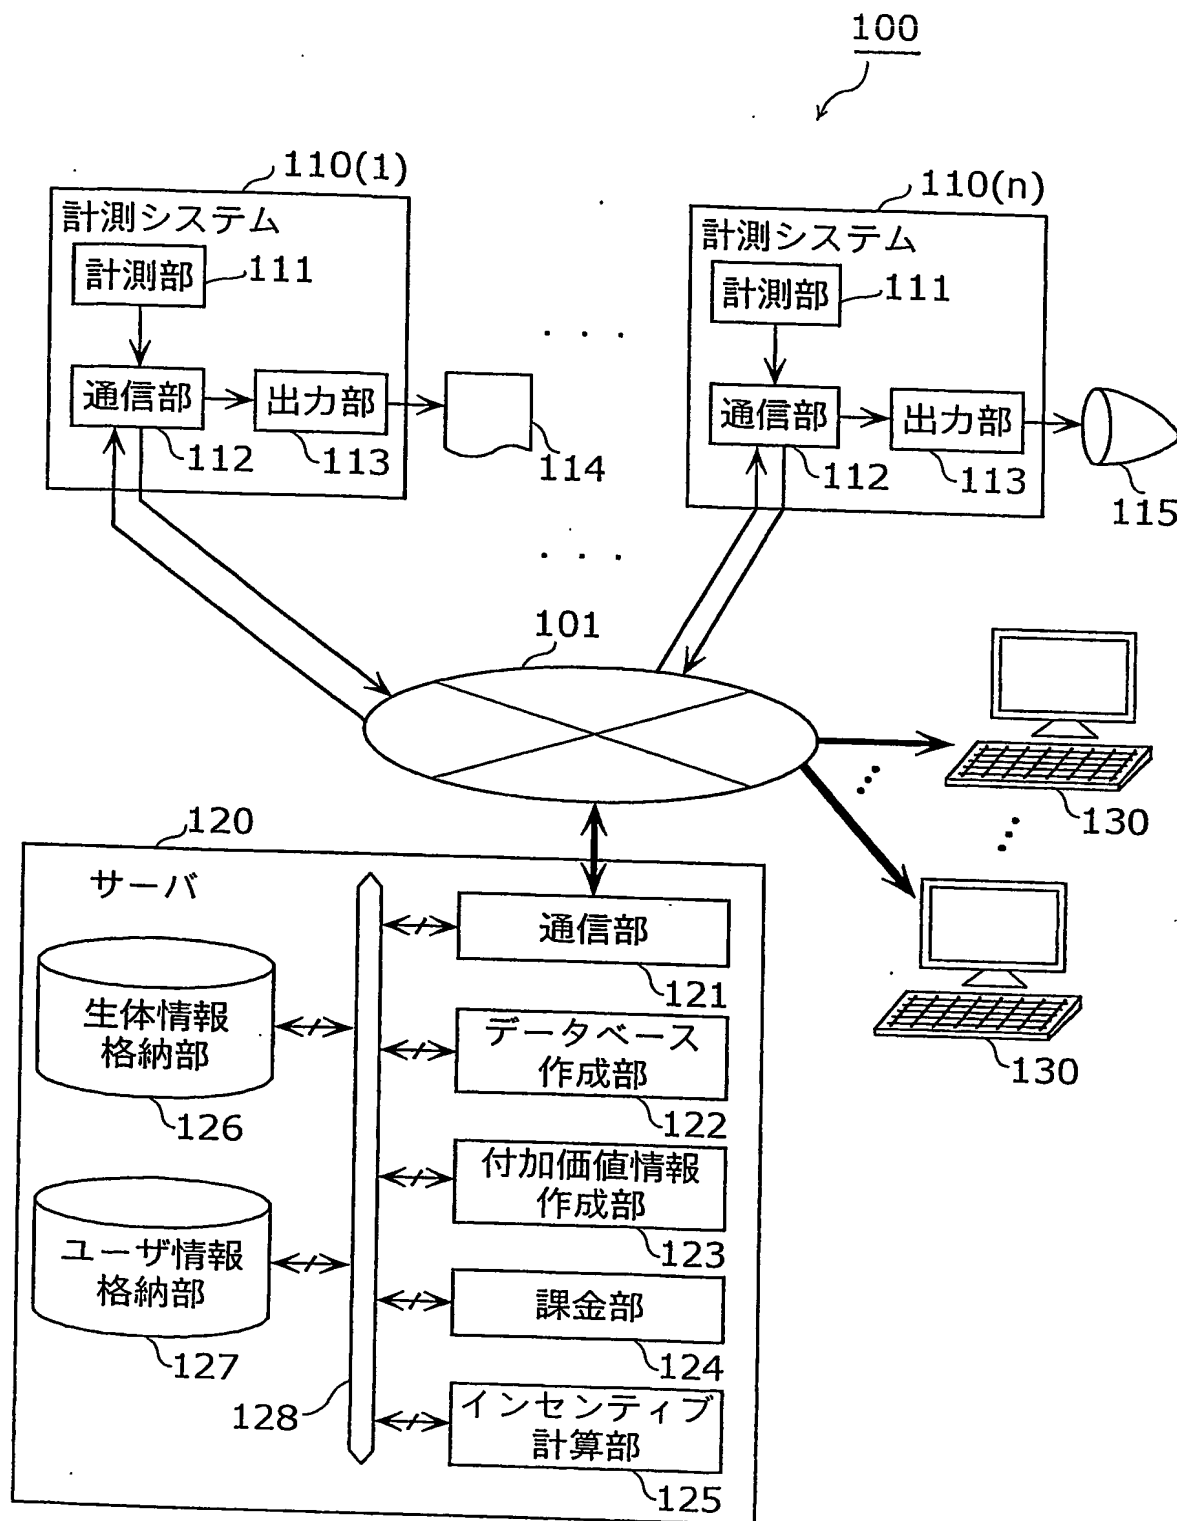 100
110(1)
計測システム
計測部
111
通信部
112
出力部
113
114
. . .
110(n)
計測システム
計測部
111
通信部
112
出力部
113
115
. . .
101
130
130
120
サーバ
通信部
121
生体情報
格納部
126
データベース
作成部
122
付加価値情報
作成部
123
ユーザ情報
格納部
127
課金部
124
128
インセンティブ
計算部
125